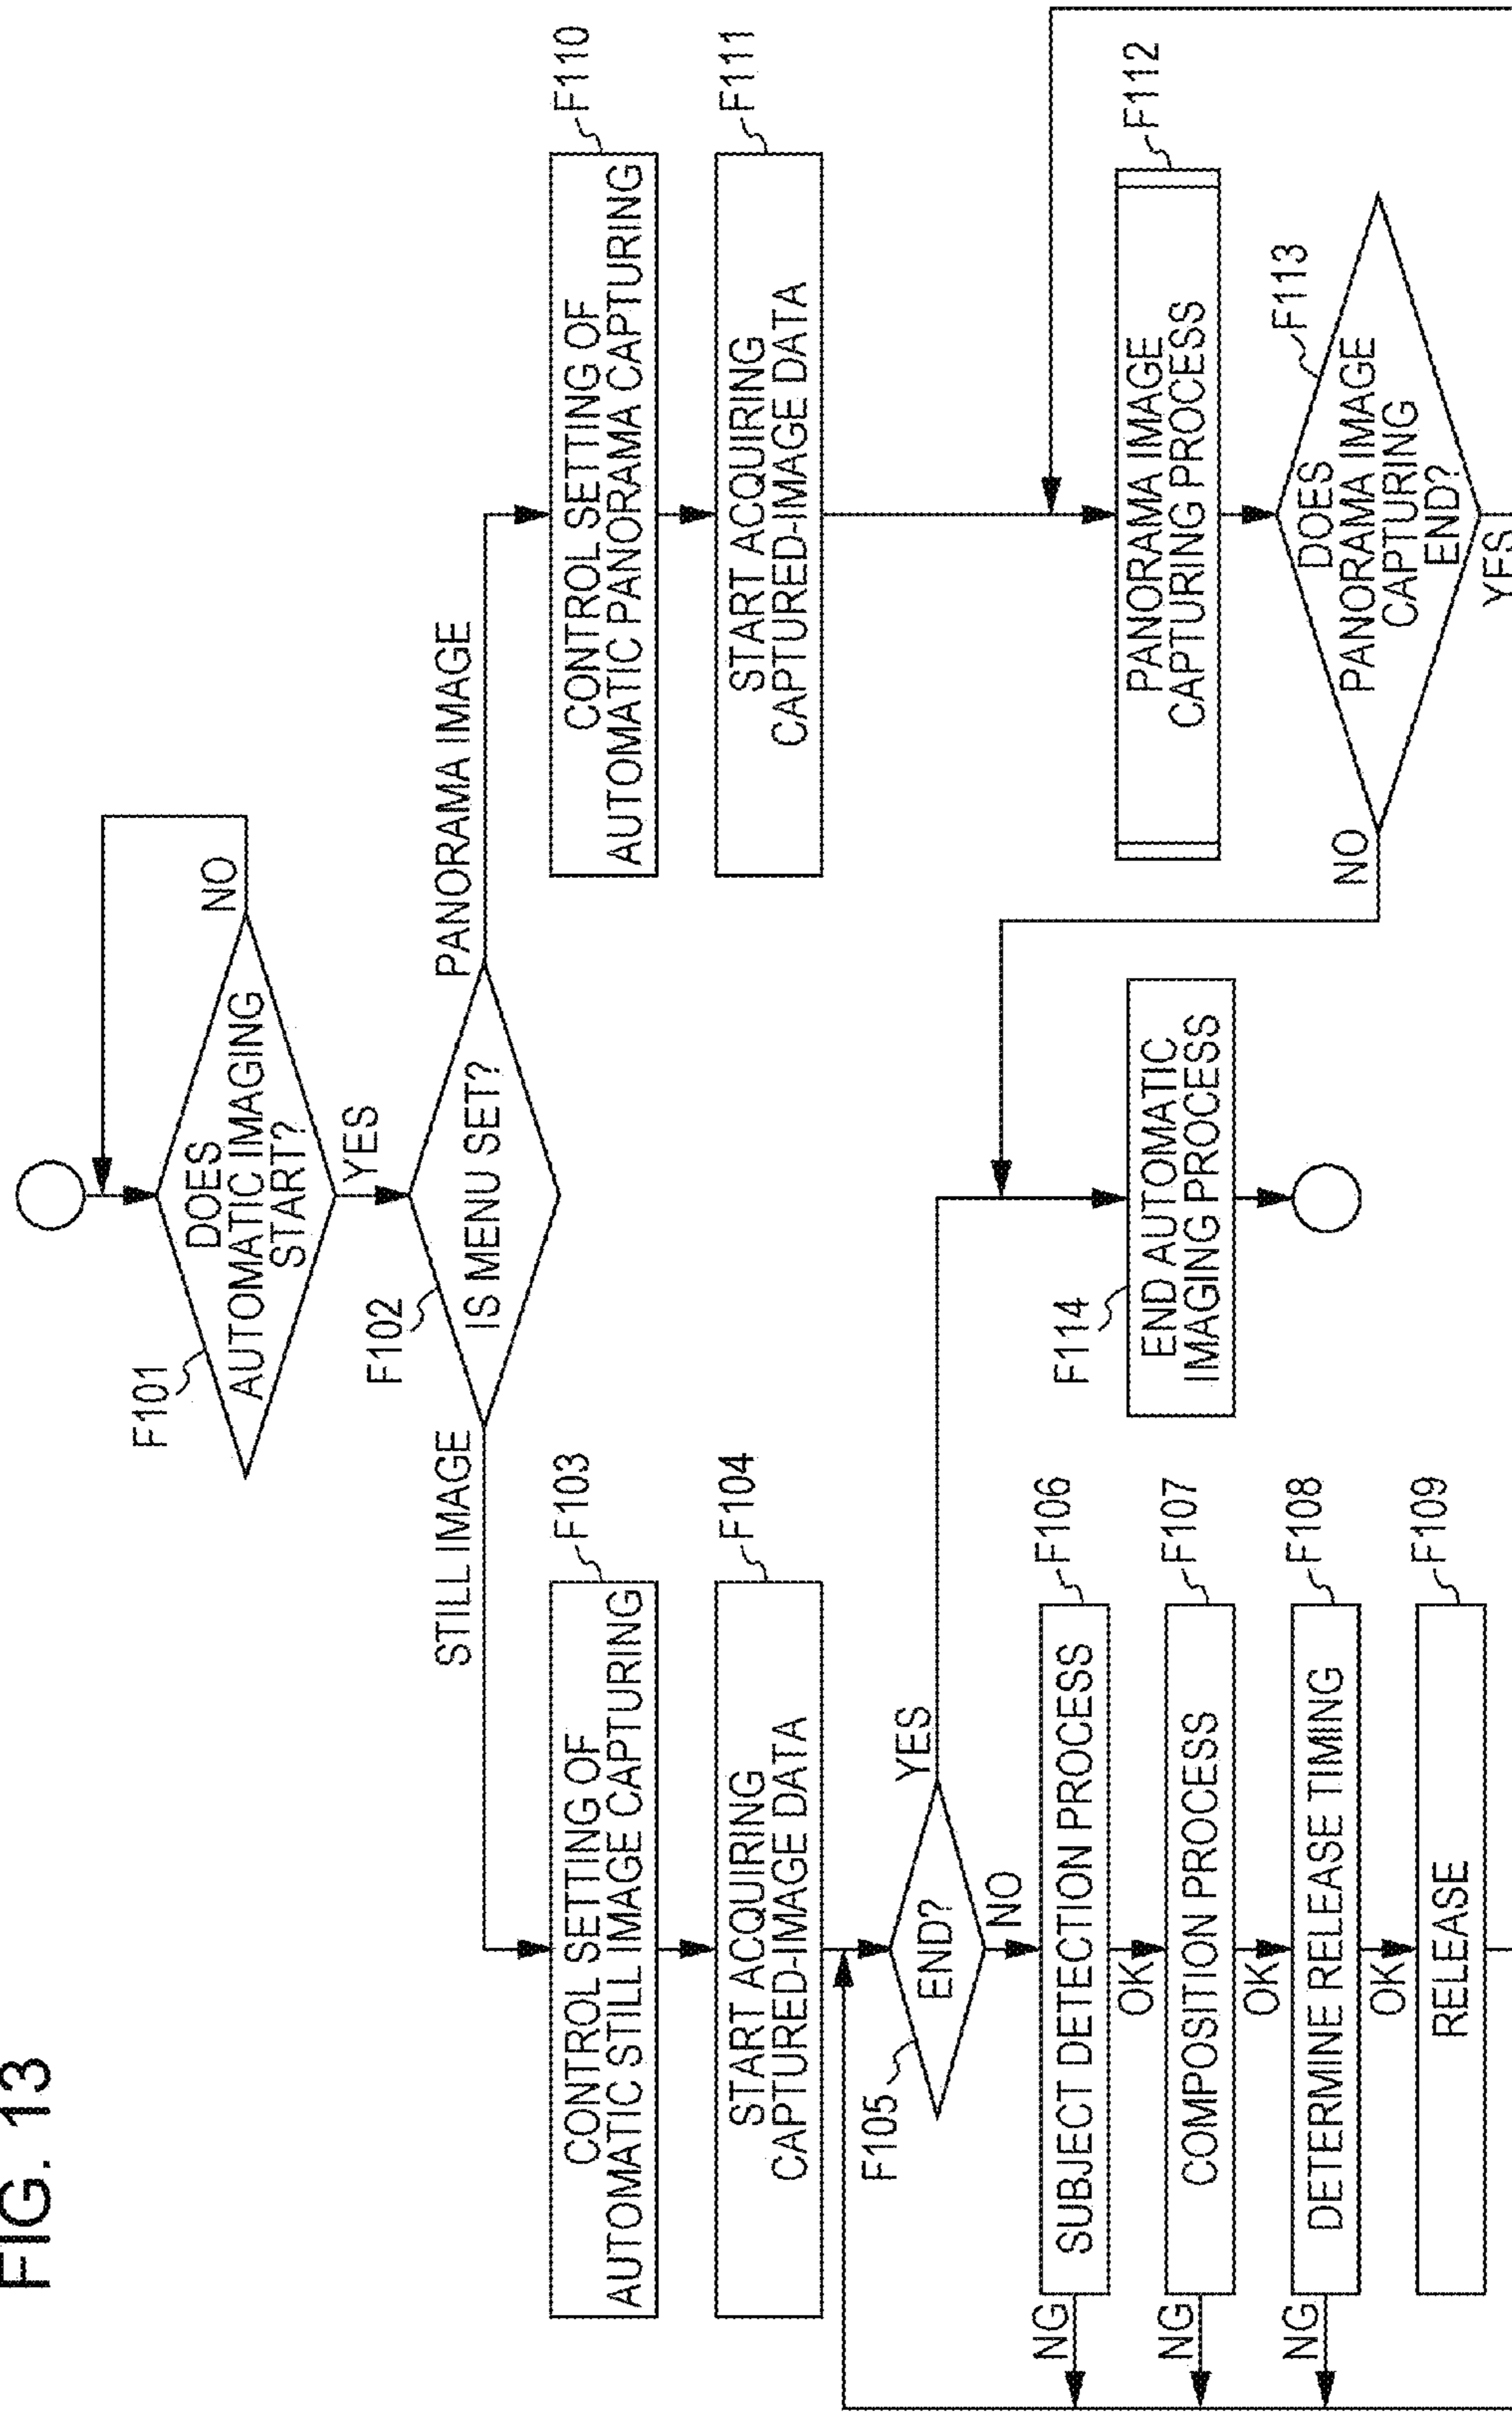 FIG. 13
F101
DOES
AUTOMATIC IMAGING
START?
NO
YES
F102
IS MENU SET?
STILL IMAGE
PANORAMA IMAGE
CONTROL SETTING OF
AUTOMATIC STILL IMAGE CAPTURING
F103
START ACQUIRING
CAPTURED-IMAGE DATA
F104
F105
END?
YES
NO
SUBJECT DETECTION PROCESS
F106
NG
OK
COMPOSITION PROCESS
F107
NG
OK
DETERMINE RELEASE TIMING
F108
NG
OK
RELEASE
F109
CONTROL SETTING OF
AUTOMATIC PANORAMA CAPTURING
F110
START ACQUIRING
CAPTURED-IMAGE DATA
F111
PANORAMA IMAGE
CAPTURING PROCESS
F112
F113
DOES
PANORAMA IMAGE
CAPTURING
END?
NO
YES
F114
END AUTOMATIC
IMAGING PROCESS